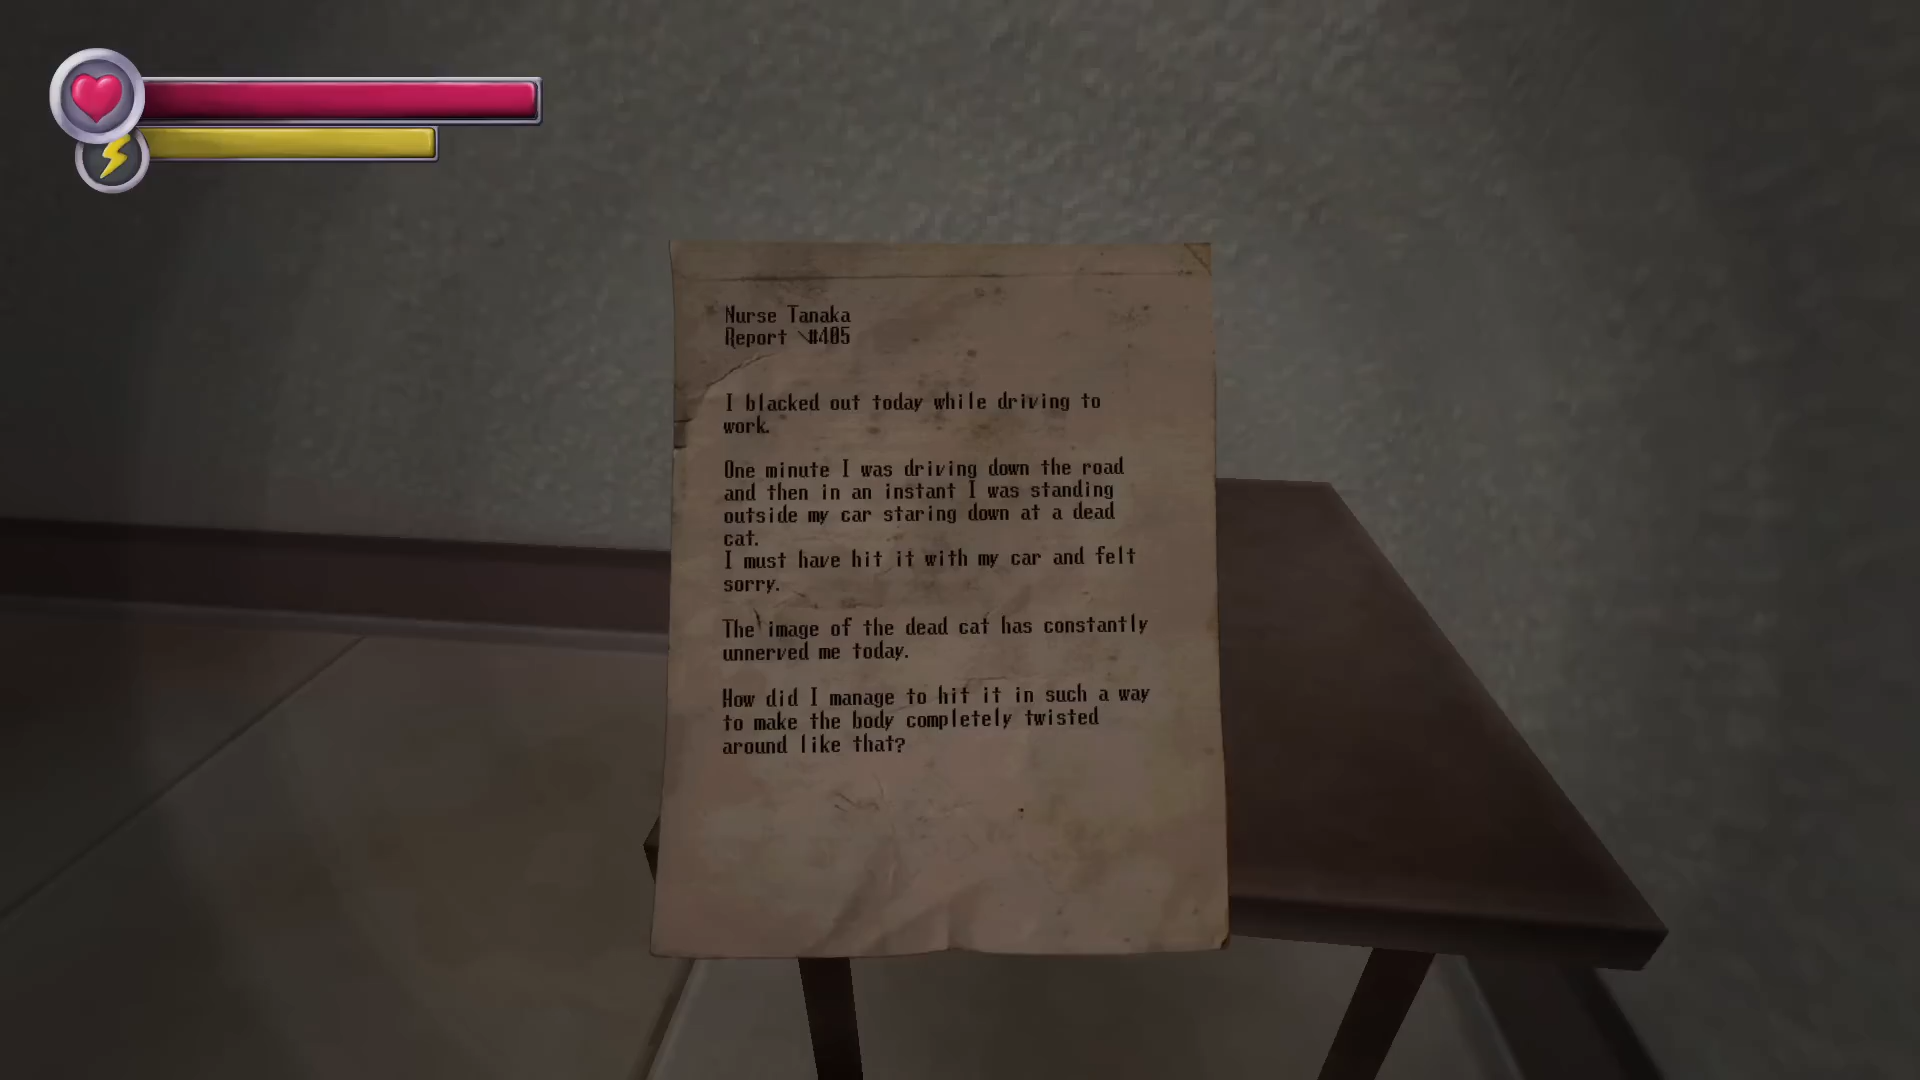 Nurse Tanaka
Report \#405
I blacked out today while driving to
work.
One minute I was driving down the road
and then in an instant I was standing
outside my car staring down at a dead
cat.
I must have hit it with my car and felt
sorry.
The image of the dead cat has constantly
unnerved me today.
How did I manage to hit it in such a way
to make the body completely twisted
around like that?